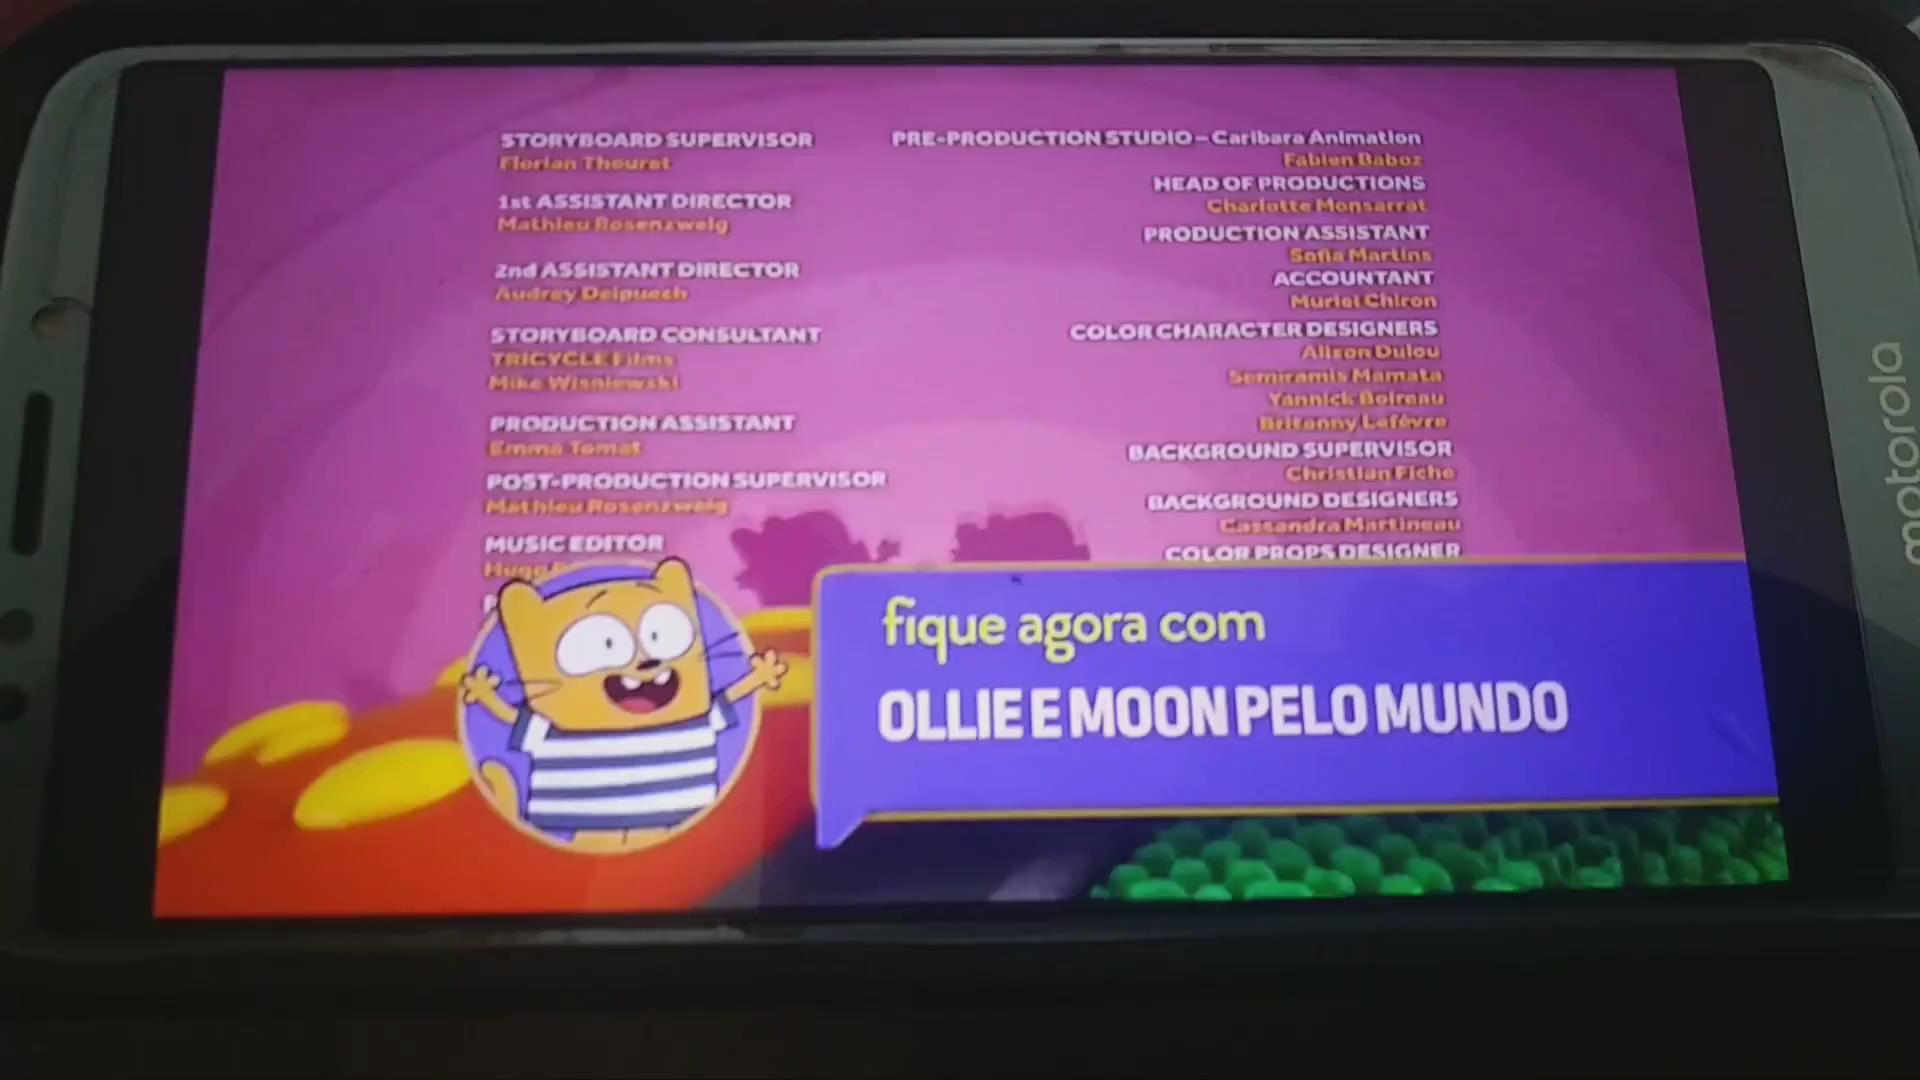 STORYBOARD SUPERVISOR
Florian Thouret
1st ASSISTANT DIRECTOR
Mathieu Rosenzweig
2nd ASSISTANT DIRECTOR
Audrey Delpuech
STORYBOARD CONSULTANT
TRICYCLE Films
Mike Wisniewski
PRODUCTION ASSISTANT
Emma Tomat
POST-PRODUCTION SUPERVISOR
Mathieu Rosenzweig
MUSIC EDITOR
Hugo
PRE-PRODUCTION STUDIO – Caribara Animation
Fabien Baboz
HEAD OF PRODUCTIONS
Charlotte Monsarrat
PRODUCTION ASSISTANT
Sofia Martins
ACCOUNTANT
Muriel Chiron
COLOR CHARACTER DESIGNERS
Alizon Dulou
Semiramis Mamata
Yannick Boireau
Britanny Lefévre
BACKGROUND SUPERVISOR
Christian Fiche
BACKGROUND DESIGNERS
Cassandra Martineau
COLOR PROPS DESIGNER
fique agora com
OLLIE E MOON PELO MUNDO
motorola